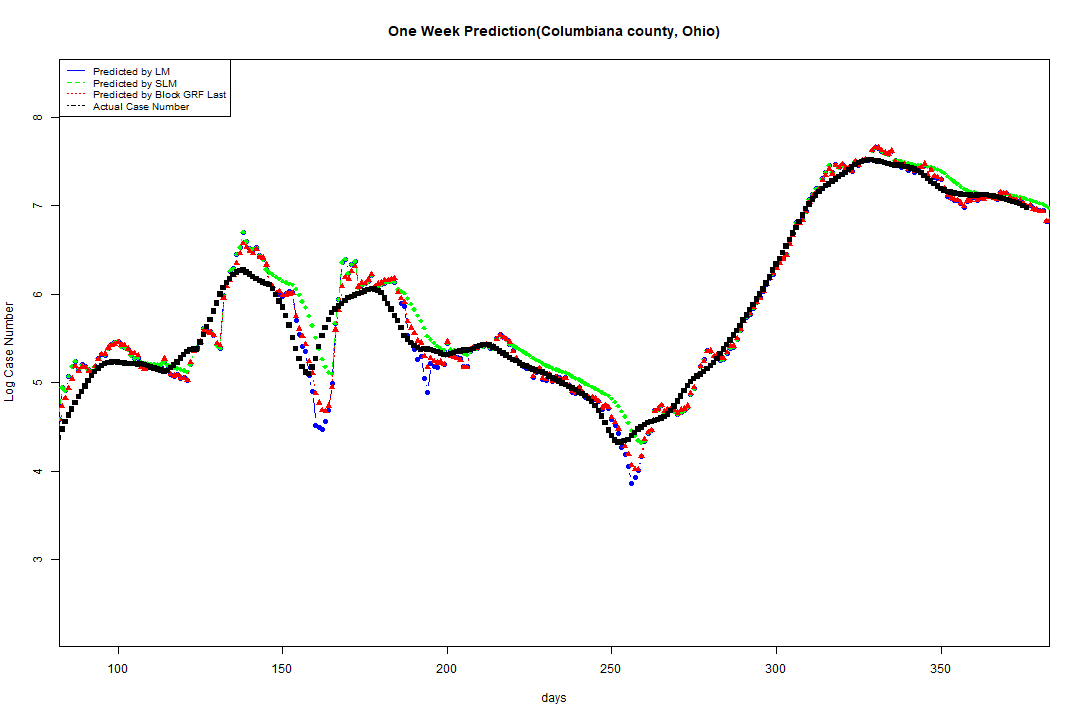 One Week Prediction(Columbiana county, Ohio)
Predicted by LM
Predicted by SLM
Predicted by Block GRF Last
Actual Case Number
8
7
6
5
4
3
Log Case Number
100 150 200 250 300 350
days